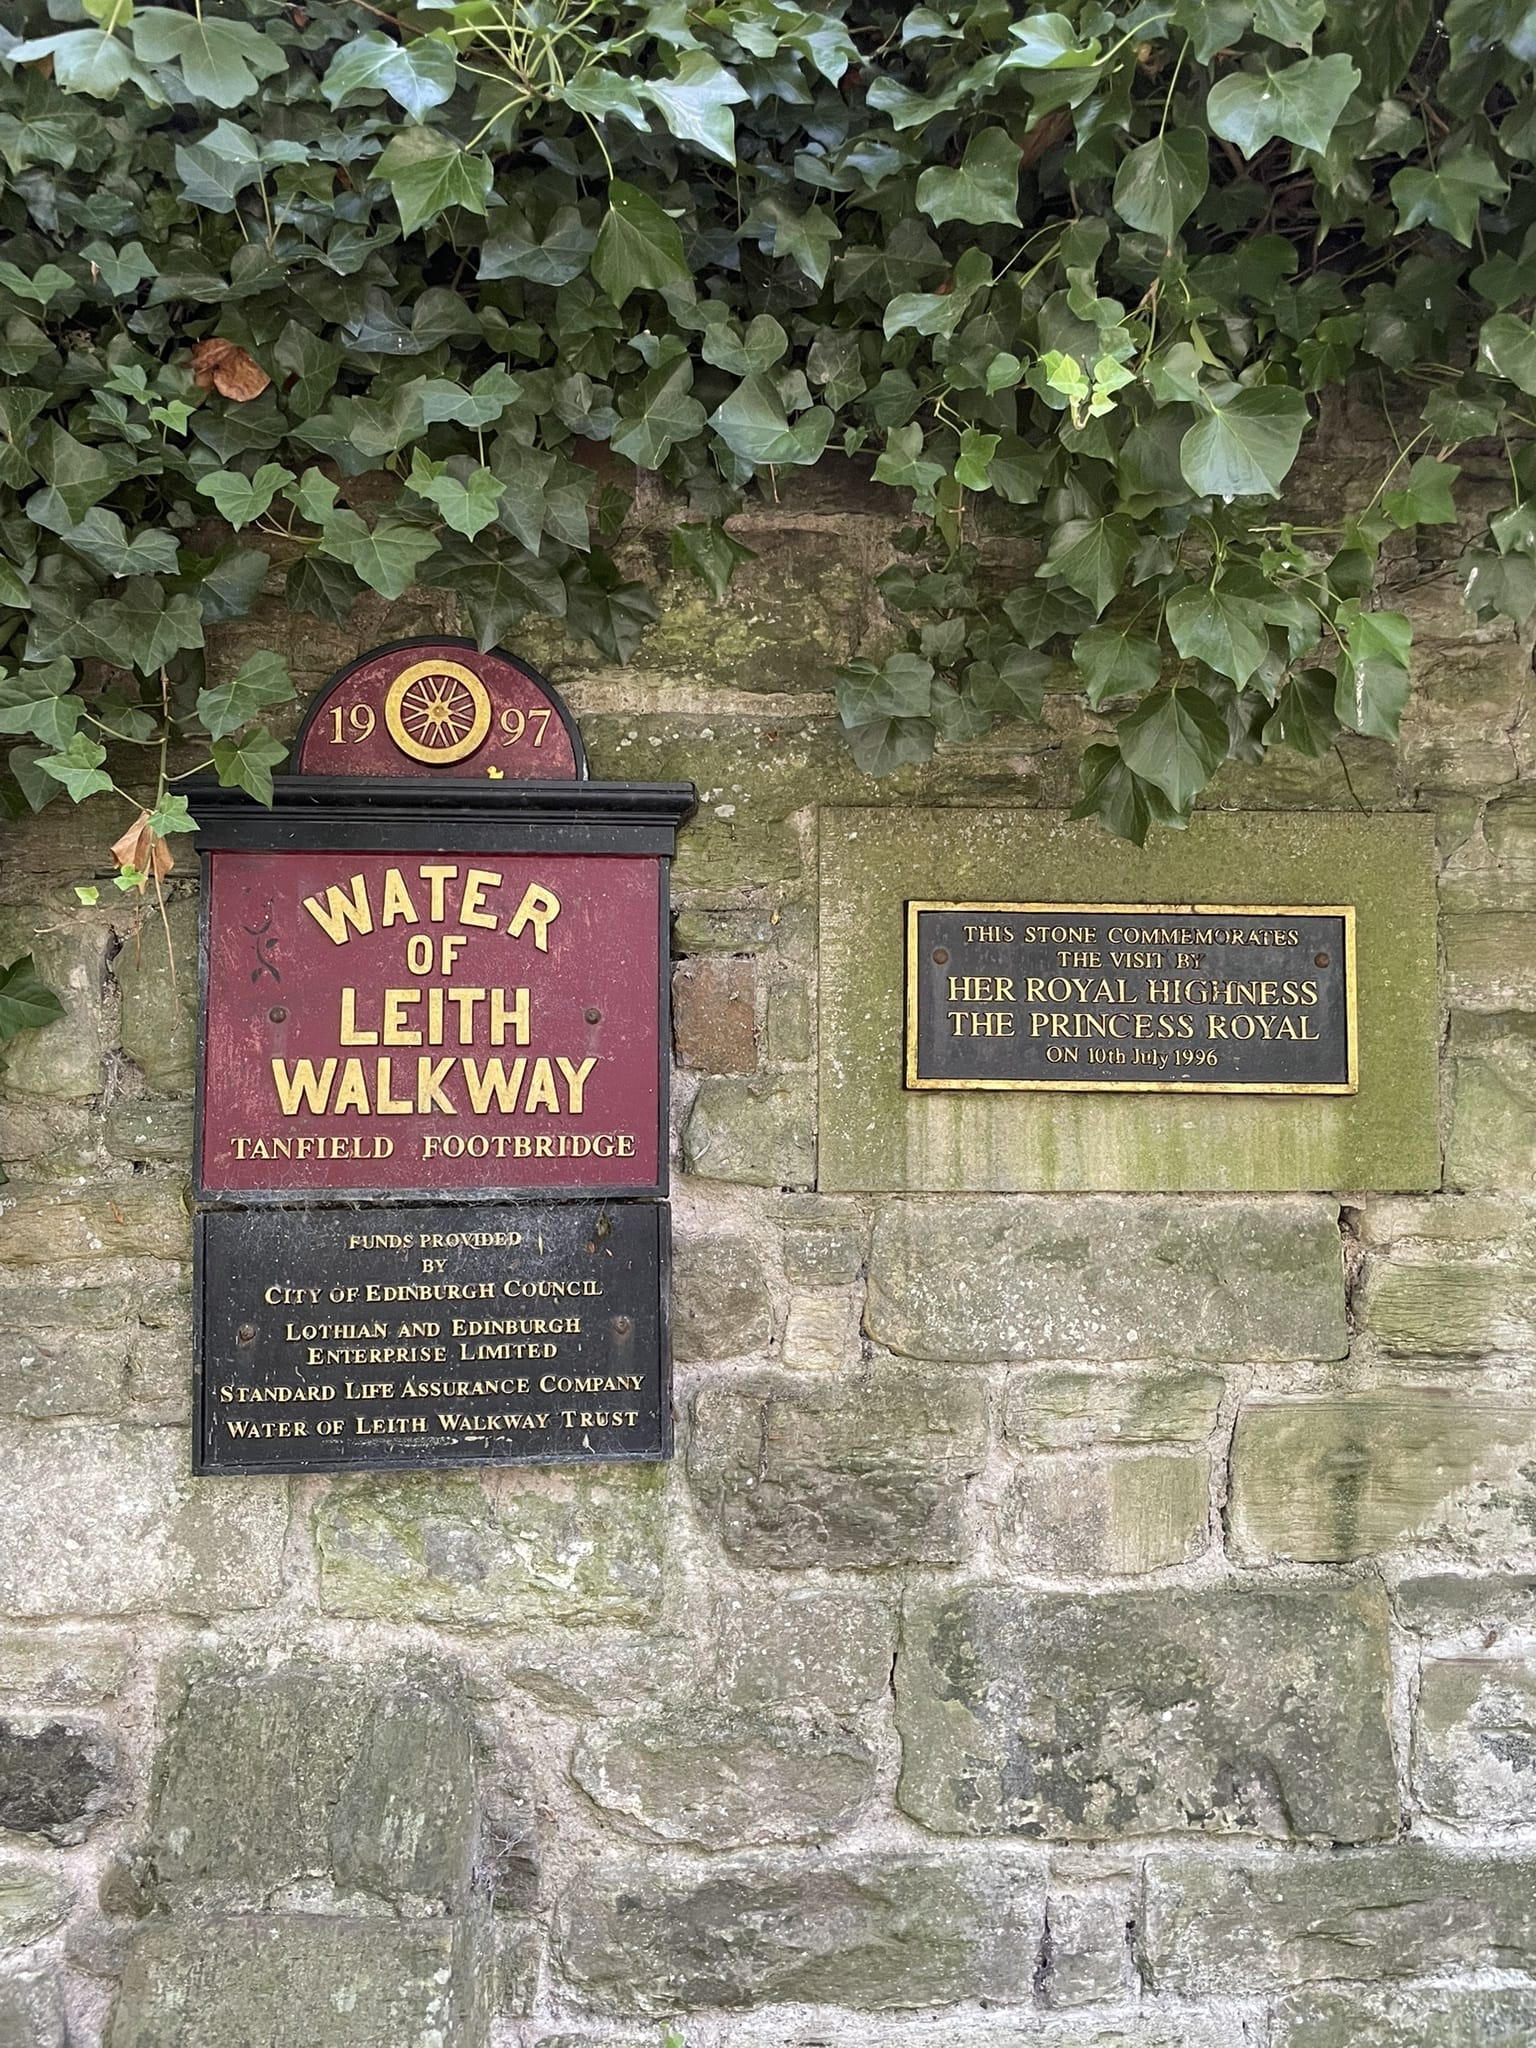 1997
WATER
OF
LEITH
WALKWAY
TANFIELD FOOTBRIDGE
FUNDS PROVIDED
BY
CITY OF EDINBURGH COUNCIL
LOTHIAN AND EDINBURGH
ENTERPRISE LIMITED
STANDARD LIFE ASSURANCE COMPANY
WATER OF LEITH WALKWAY TRUST
THIS STONE COMMEMORATES
THE VISIT BY
HER ROYAL HIGHNESS
THE PRINCESS ROYAL
ON 10th July 1996